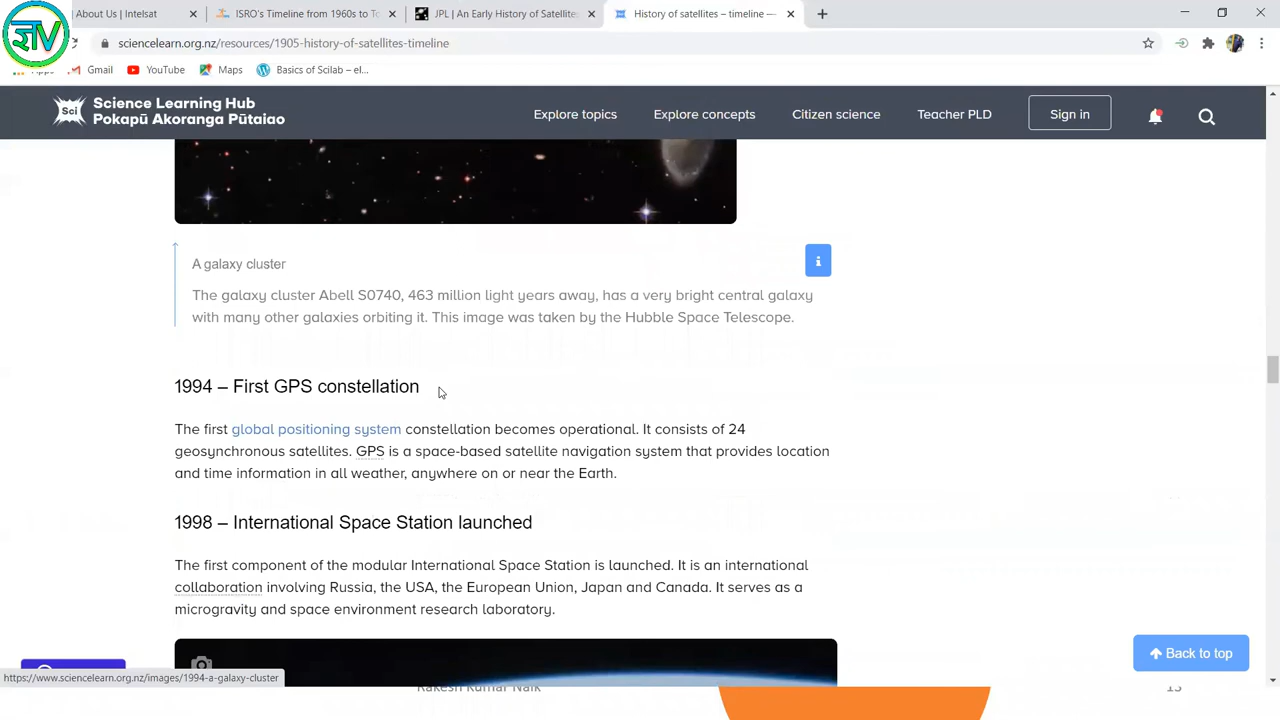 About Us | Intelsat
ISRO's Timeline from 1960s to To
JPL | An Early History of Satellites
History of satellites – timeline —
sciencelearn.org.nz/resources/1905-history-of-satellites-timeline
Gmail
YouTube
Maps
Basics of Scilab – el...
Sci
Science Learning Hub
Pokapū Akoranga Pūtaiao
Explore topics
Explore concepts
Citizen science
Teacher PLD
Sign in
A galaxy cluster
i
The galaxy cluster Abell S0740, 463 million light years away, has a very bright central galaxy
with many other galaxies orbiting it. This image was taken by the Hubble Space Telescope.
1994 – First GPS constellation
The first global positioning system constellation becomes operational. It consists of 24
geosynchronous satellites. GPS is a space-based satellite navigation system that provides location
and time information in all weather, anywhere on or near the Earth.
1998 – International Space Station launched
The first component of the modular International Space Station is launched. It is an international
collaboration involving Russia, the USA, the European Union, Japan and Canada. It serves as a
microgravity and space environment research laboratory.
Back to top
https://www.sciencelearn.org.nz/images/1994-a-galaxy-cluster
Rakesh Kumar Naik